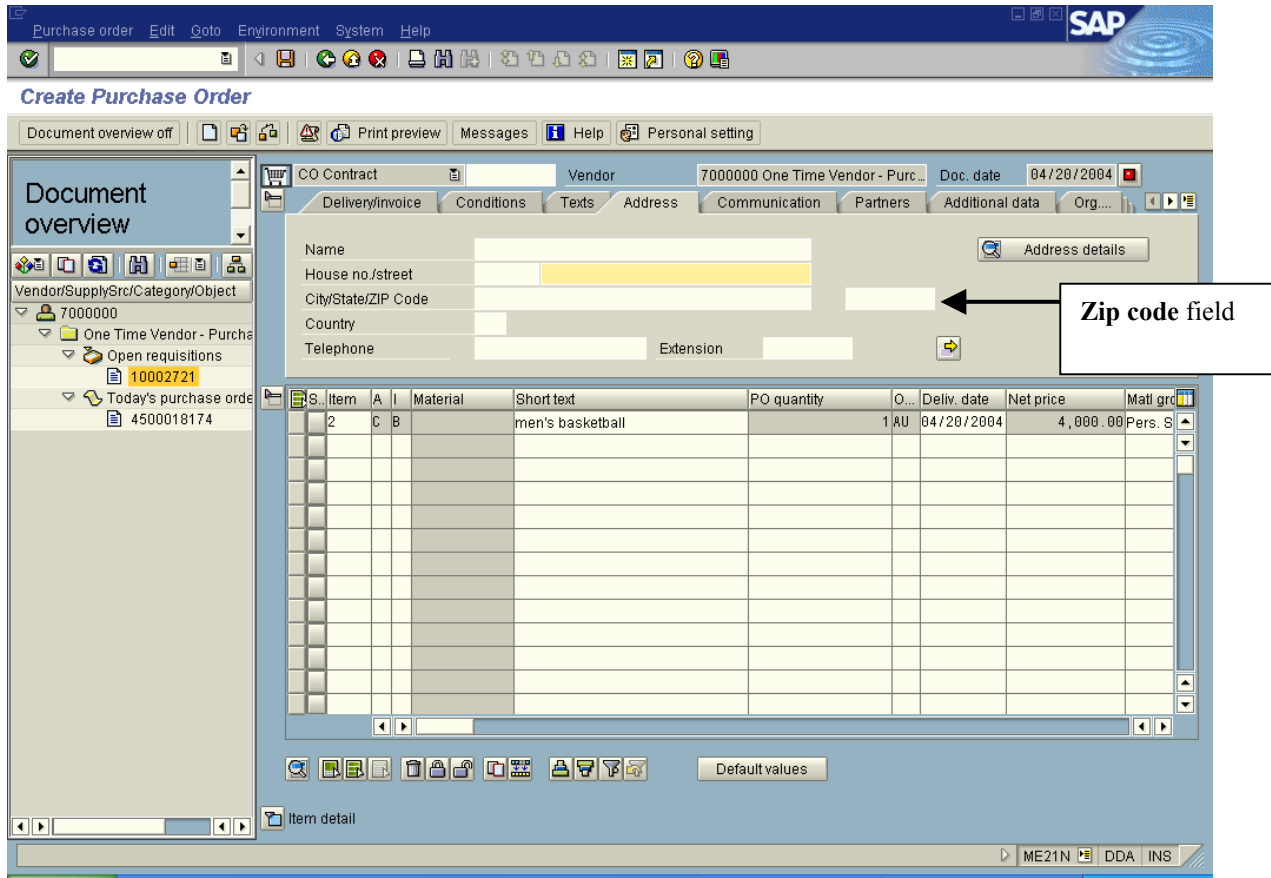 Purchase order Edit Goto Environment System Help
SAP
Create Purchase Order
Document overview off Print preview Messages Help Personal setting
Document overview
CO Contract Vendor 7000000 One Time Vendor - Purc... Doc. date 04/20/2004
Delivery/invoice Conditions Texts Address Communication Partners Additional data Org....
Name Address details
House no./street
City/State/ZIP Code
Zip code field
Country
Telephone Extension
Vendor/SupplySrc/Category/Object
7000000
One Time Vendor - Purcha
Open requisitions
10002721
Today's purchase orde
4500018174
S.. Item A I Material Short text PO quantity O... Deliv. date Net price Matl gro
2 C B men's basketball 1 AU 04/20/2004 4,000.00 Pers. S
Default values
Item detail
ME21N DDA INS